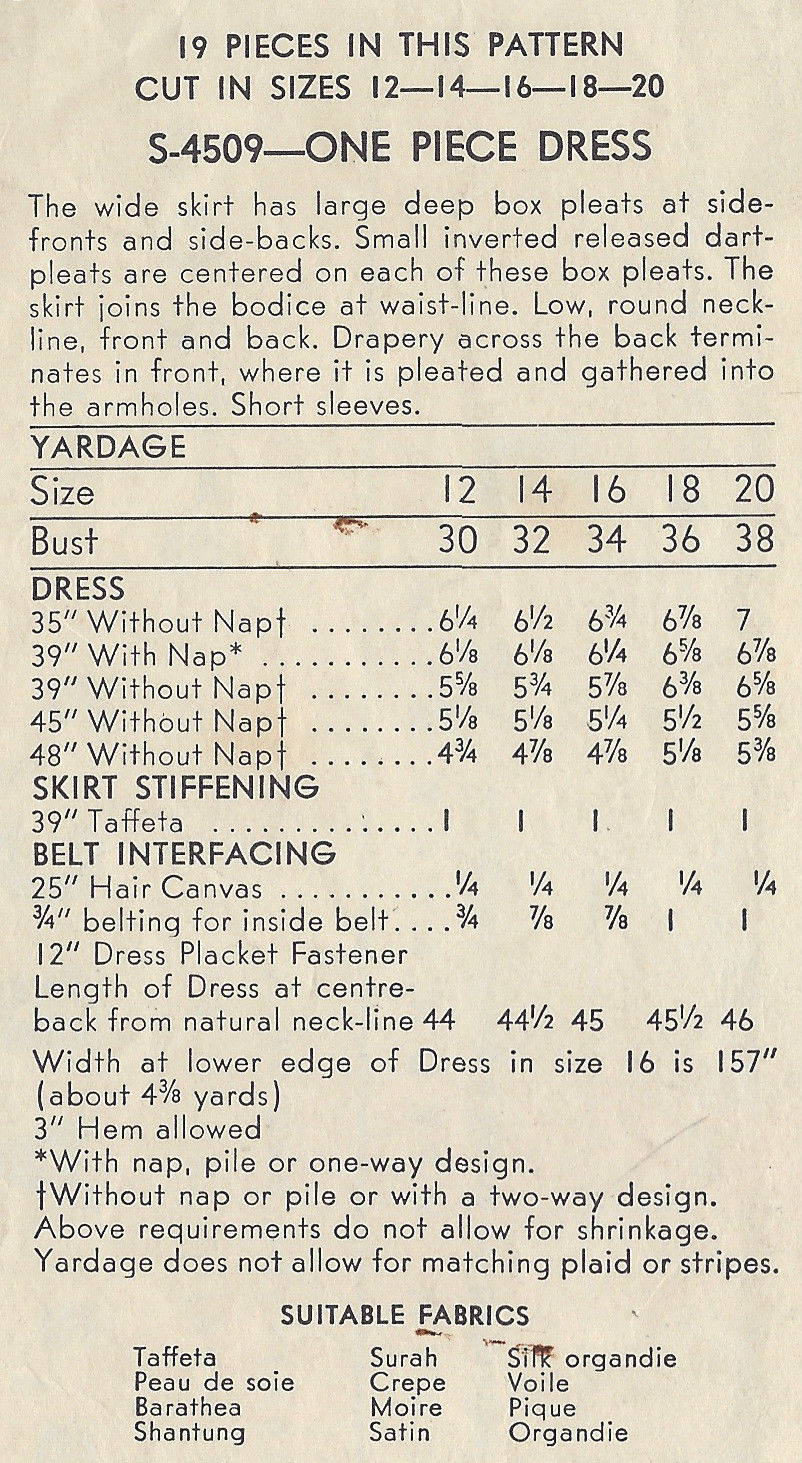 19 PIECES IN THIS PATTERN
CUT IN SIZES 12—14—16—18—20
S-4509—ONE PIECE DRESS
The wide skirt has large deep box pleats at side-
fronts and side-backs. Small inverted released dart-
pleats are centered on each of these box pleats. The
skirt joins the bodice at waist-line. Low, round neck-
line, front and back. Drapery across the back termi-
nates in front, where it is pleated and gathered into
the armholes. Short sleeves.
YARDAGE
Size 12 14 16 18 20
Bust 30 32 34 36 38
DRESS
35" Without Nap† ........6¼ 6½ 6¾ 6⅞ 7
39" With Nap* ...........6⅛ 6⅛ 6¼ 6⅝ 6⅞
39" Without Nap† ........5⅝ 5¾ 5⅞ 6⅜ 6⅝
45" Without Nap† ........5⅛ 5⅛ 5¼ 5½ 5⅝
48" Without Nap† ........4¾ 4⅞ 4⅞ 5⅛ 5⅜
SKIRT STIFFENING
39" Taffeta ..............1 1 1 1 1
BELT INTERFACING
25" Hair Canvas ...........¼ ¼ ¼ ¼ ¼
¾" belting for inside belt....¾ ⅞ ⅞ 1 1
12" Dress Placket Fastener
Length of Dress at centre-
back from natural neck-line 44 44½ 45 45½ 46
Width at lower edge of Dress in size 16 is 157"
(about 4⅜ yards)
3" Hem allowed
*With nap, pile or one-way design.
†Without nap or pile or with a two-way design.
Above requirements do not allow for shrinkage.
Yardage does not allow for matching plaid or stripes.
SUITABLE FABRICS
Taffeta Surah Silk organdie
Peau de soie Crepe Voile
Barathea Moire Pique
Shantung Satin Organdie